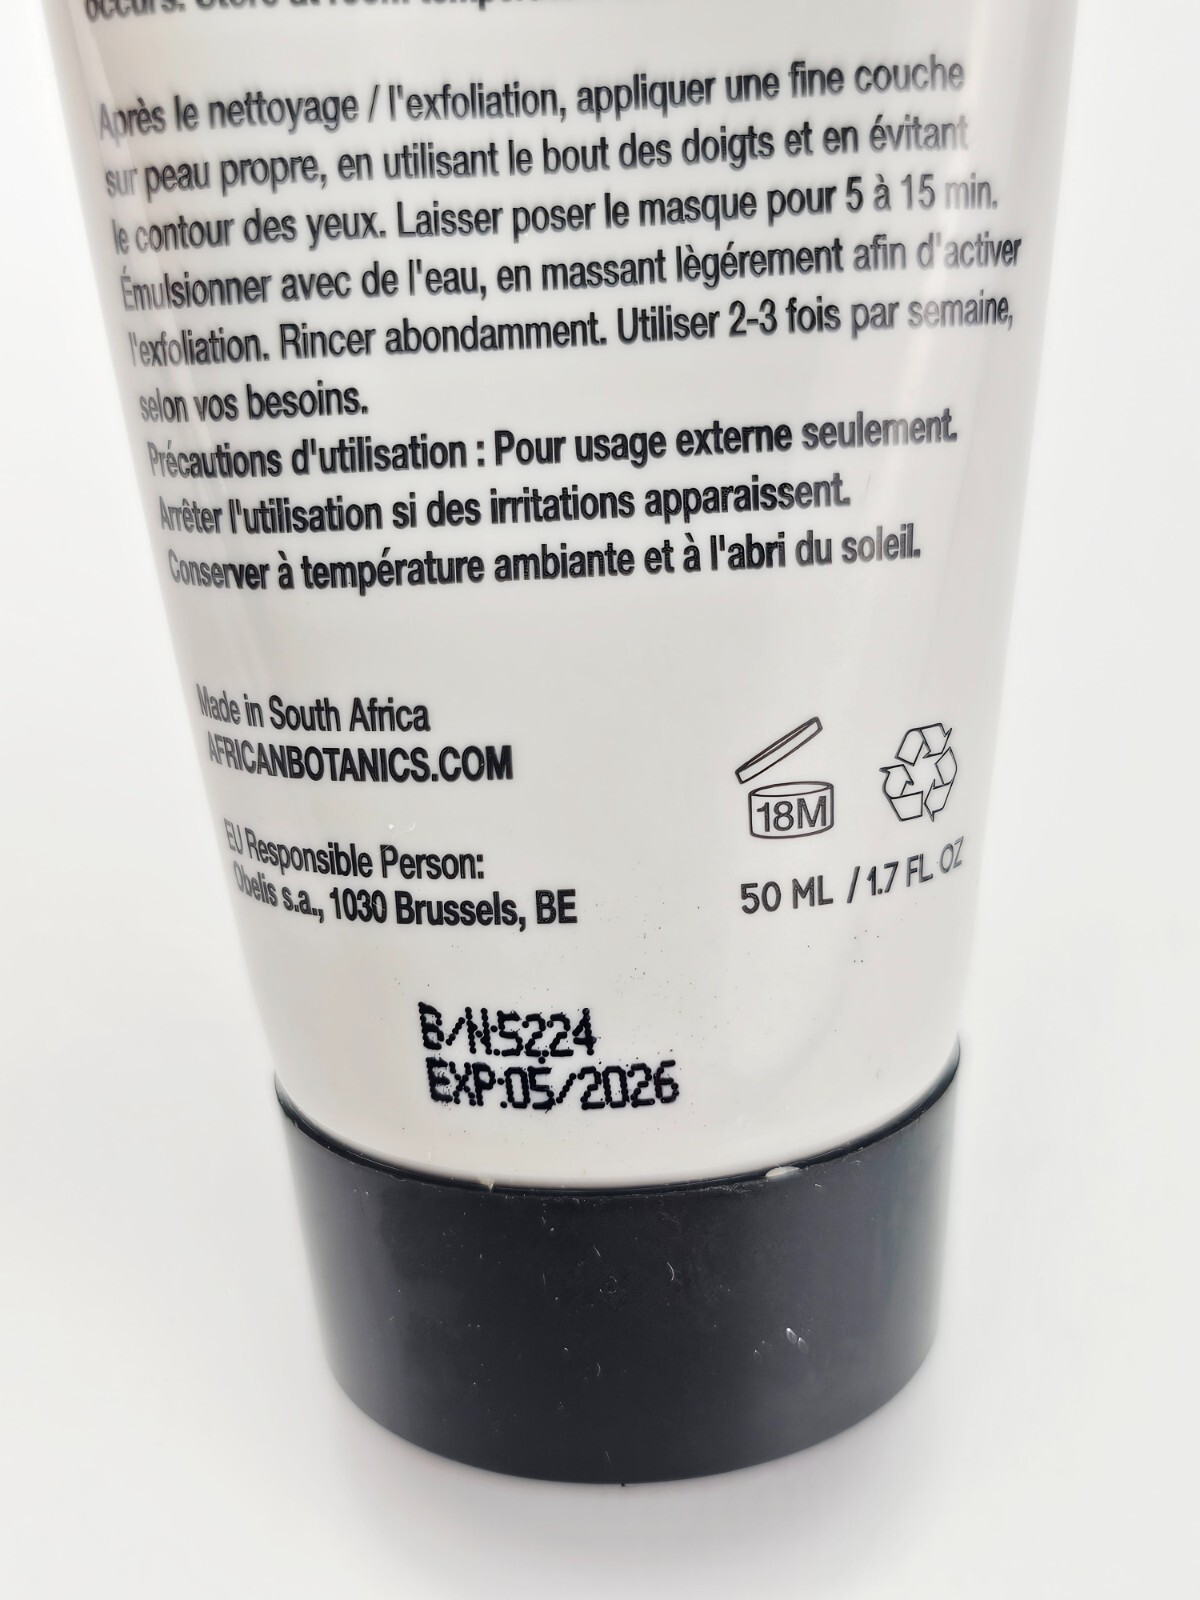 occurs. Store at room
Après le nettoyage / l'exfoliation, appliquer une fine couche
sur peau propre, en utilisant le bout des doigts et en évitant
le contour des yeux. Laisser poser le masque pour 5 à 15 min.
Émulsionner avec de l'eau, en massant lègérement afin d'activer
l'exfoliation. Rincer abondamment. Utiliser 2-3 fois par semaine,
selon vos besoins.
Précautions d'utilisation : Pour usage externe seulement.
Arrêter l'utilisation si des irritations apparaissent.
Conserver à température ambiante et à l'abri du soleil.
Made in South Africa
AFRICANBOTANICS.COM
EU Responsible Person:
Obelis s.a., 1030 Brussels, BE
18M
50 ML / 1.7 FL OZ
B/N:5224
EXP:05/2026